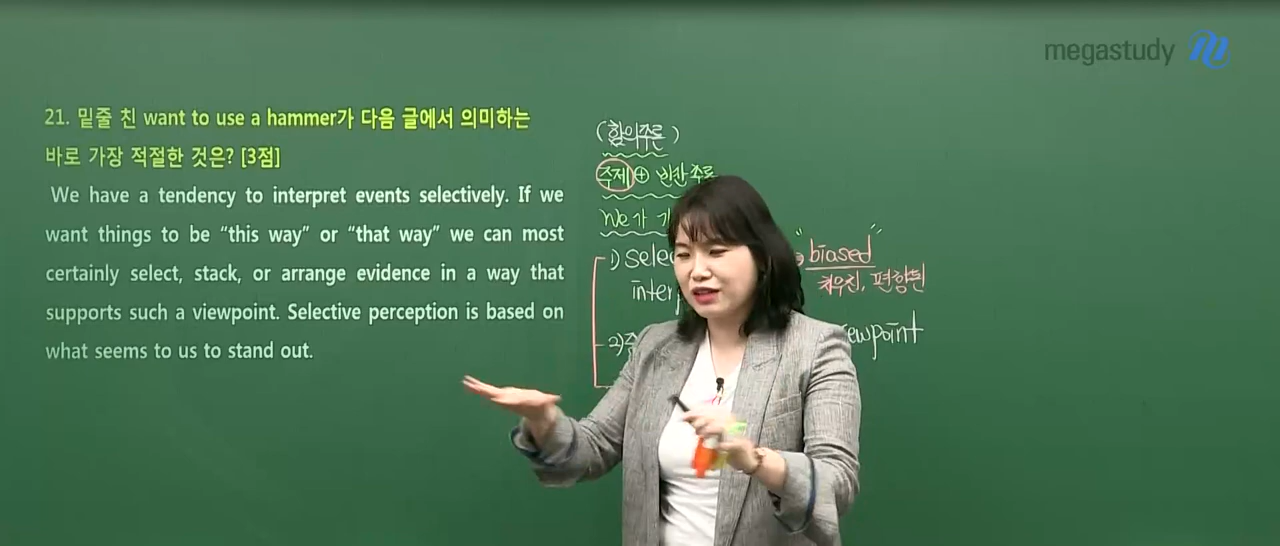 megastudy
21. 밑줄 친 want to use a hammer가 다음 글에서 의미하는
바로 가장 적절한 것은? [3점]
We have a tendency to interpret events selectively. If we
want things to be “this way” or “that way” we can most
certainly select, stack, or arrange evidence in a way that
supports such a viewpoint. Selective perception is based on
what seems to us to stand out.
(함의추론)
주제 ⊕ 빈칸추론
We가
1) sele
"biased"
inter
치우친, 편향된
2)
ewpoint